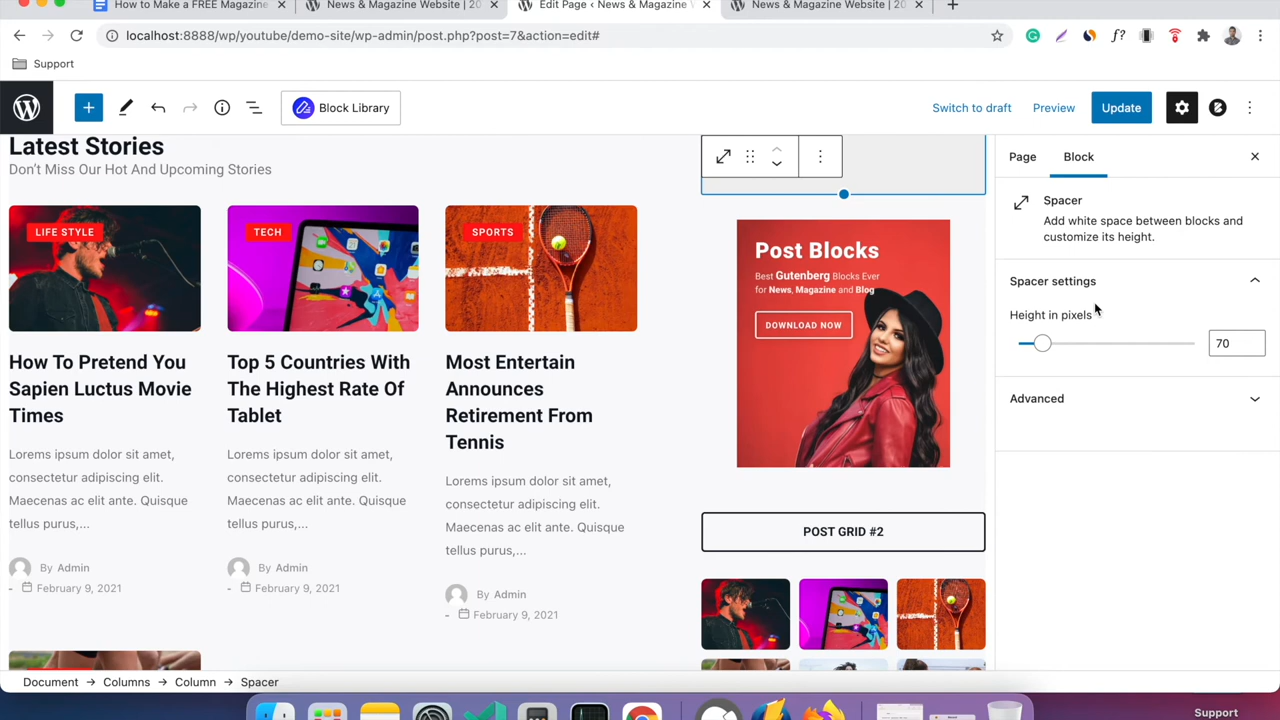 How to Make a FREE Magazine
News & Magazine Website | 20
Edit Page ‹ News & Magazine
News & Magazine Website | 20
localhost:8888/wp/youtube/demo-site/wp-admin/post.php?post=7&action=edit#
f?
Support
Block Library
Switch to draft
Preview
Update
Latest Stories
Don't Miss Our Hot And Upcoming Stories
LIFE STYLE
TECH
SPORTS
How To Pretend You
Sapien Luctus Movie
Times
Top 5 Countries With
The Highest Rate Of
Tablet
Most Entertain
Announces
Retirement From
Tennis
Lorems ipsum dolor sit amet,
consectetur adipiscing elit.
Maecenas ac elit ante. Quisque
tellus purus,...
Lorems ipsum dolor sit amet,
consectetur adipiscing elit.
Maecenas ac elit ante. Quisque
tellus purus,...
Lorems ipsum dolor sit amet,
consectetur adipiscing elit.
Maecenas ac elit ante. Quisque
tellus purus,...
By Admin
- February 9, 2021
By Admin
- February 9, 2021
By Admin
- February 9, 2021
Post Blocks
Best Gutenberg Blocks Ever
for News, Magazine and Blog
DOWNLOAD NOW
POST GRID #2
Page
Block
Spacer
Add white space between blocks and
customize its height.
Spacer settings
Height in pixels
70
Advanced
Document → Columns → Column → Spacer
Support